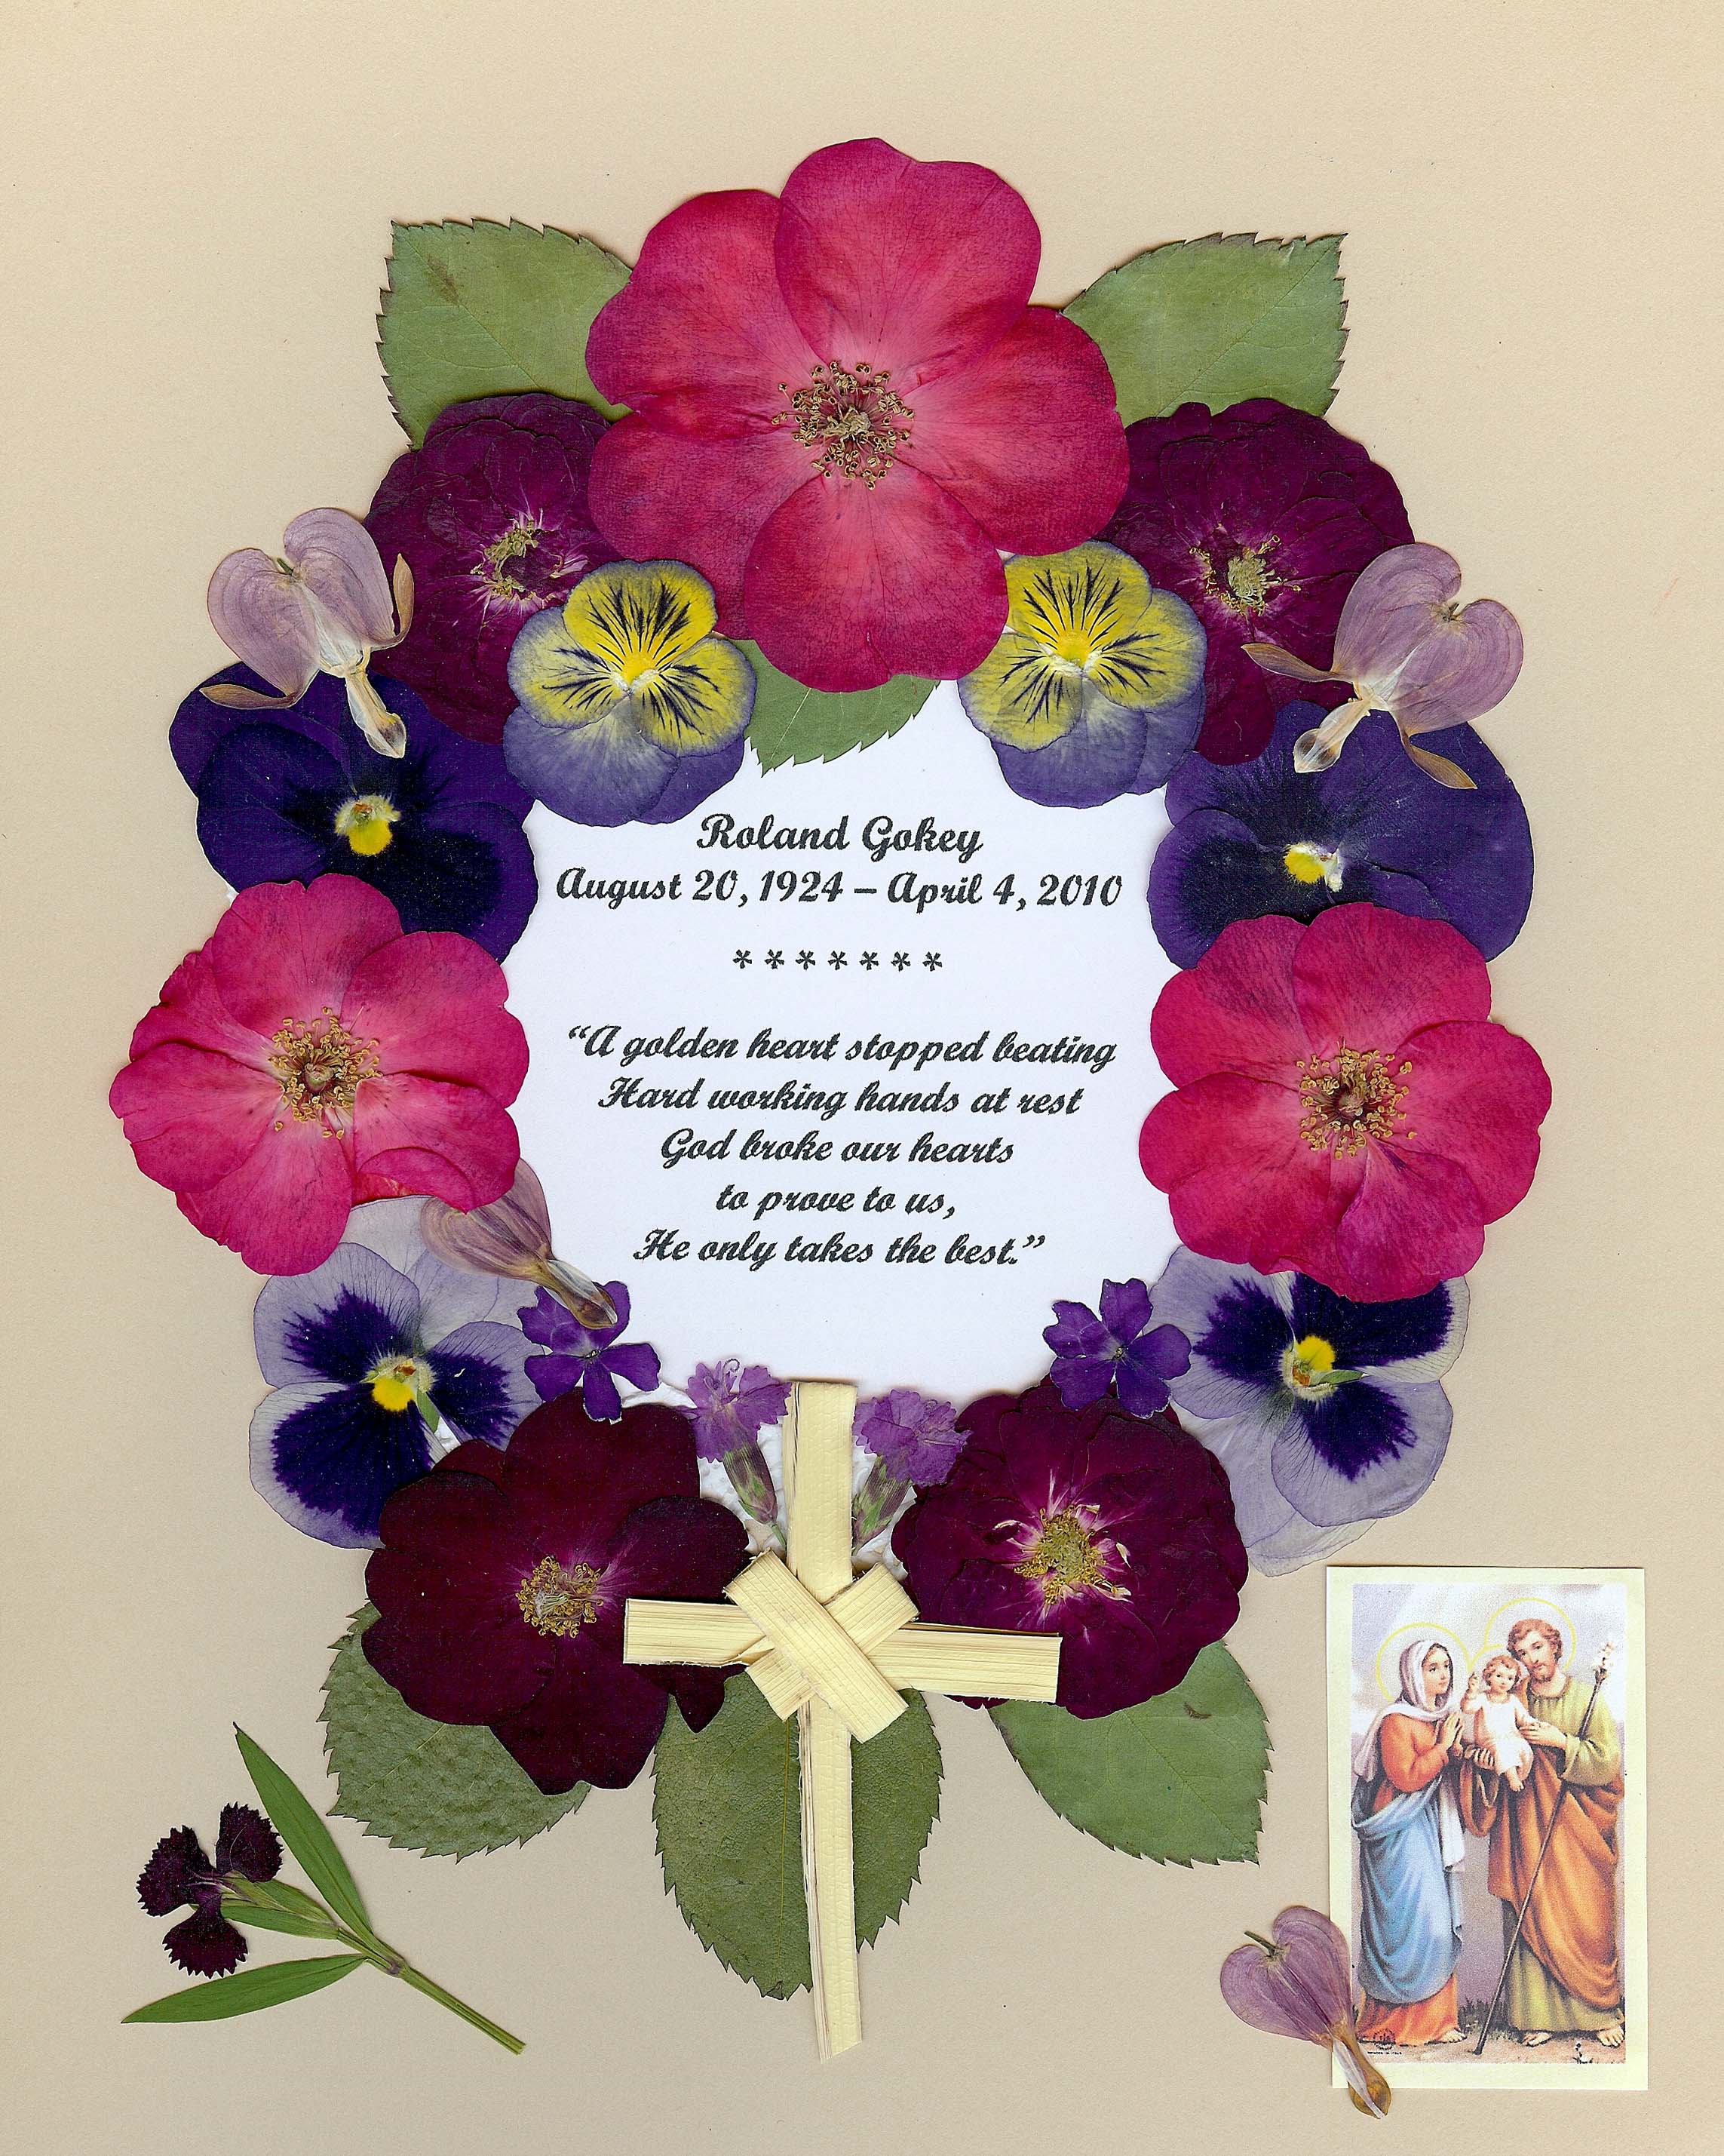 Roland Gokey
August 20, 1924 – April 4, 2010
*******
“A golden heart stopped beating
Hard working hands at rest
God broke our hearts
to prove to us,
He only takes the best.”